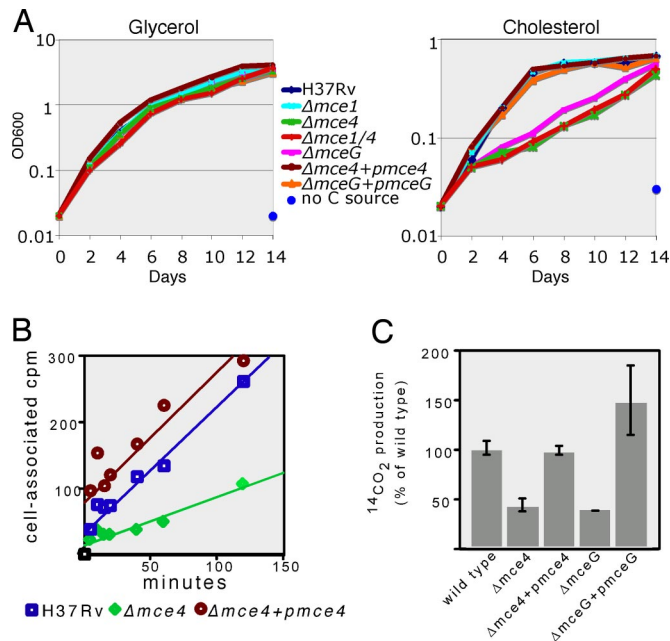 A
Glycerol
Cholesterol
OD600
10
1
0.1
0.01
0 2 4 6 8 10 12 14
Days
H37Rv
Δmce1
Δmce4
Δmce1/4
ΔmceG
Δmce4+pmce4
ΔmceG+pmceG
no C source
1
0.1
0.01
0 2 4 6 8 10 12 14
Days
B
cell-associated cpm
300
200
100
50 100 150
minutes
H37Rv Δmce4 Δmce4+pmce4
C
14CO2 production
(% of wild type)
200
150
100
50
wild type
Δmce4
Δmce4+pmce4
ΔmceG
ΔmceG+pmceG